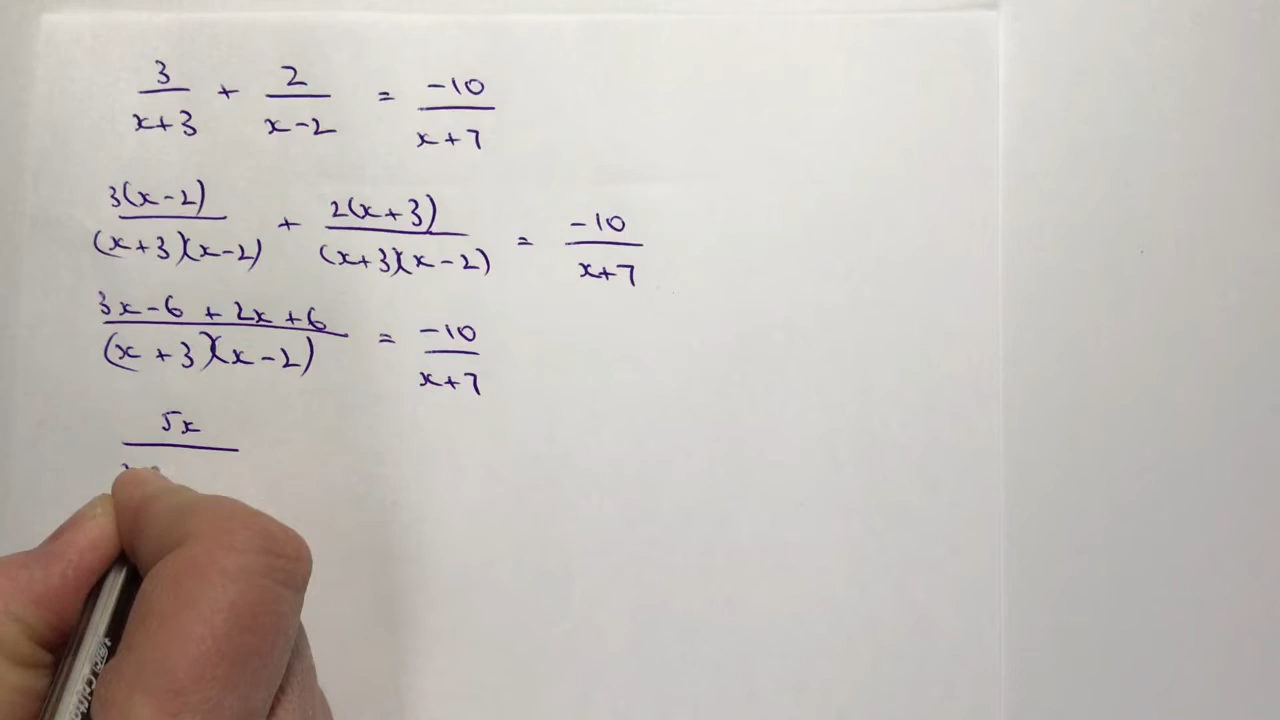 3/(x+3) + 2/(x-2) = -10/(x+7)
3(x-2)/((x+3)(x-2)) + 2(x+3)/((x+3)(x-2)) = -10/(x+7)
(3x-6+2x+6)/((x+3)(x-2)) = -10/(x+7)
5x